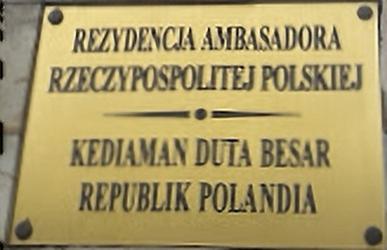 REZYDENCJA AMBASADORA
RZECZYPOSPOLITEJ POLSKIEJ
KEDIAMAN DUTA BESAR
REPUBLIK POLANDIA